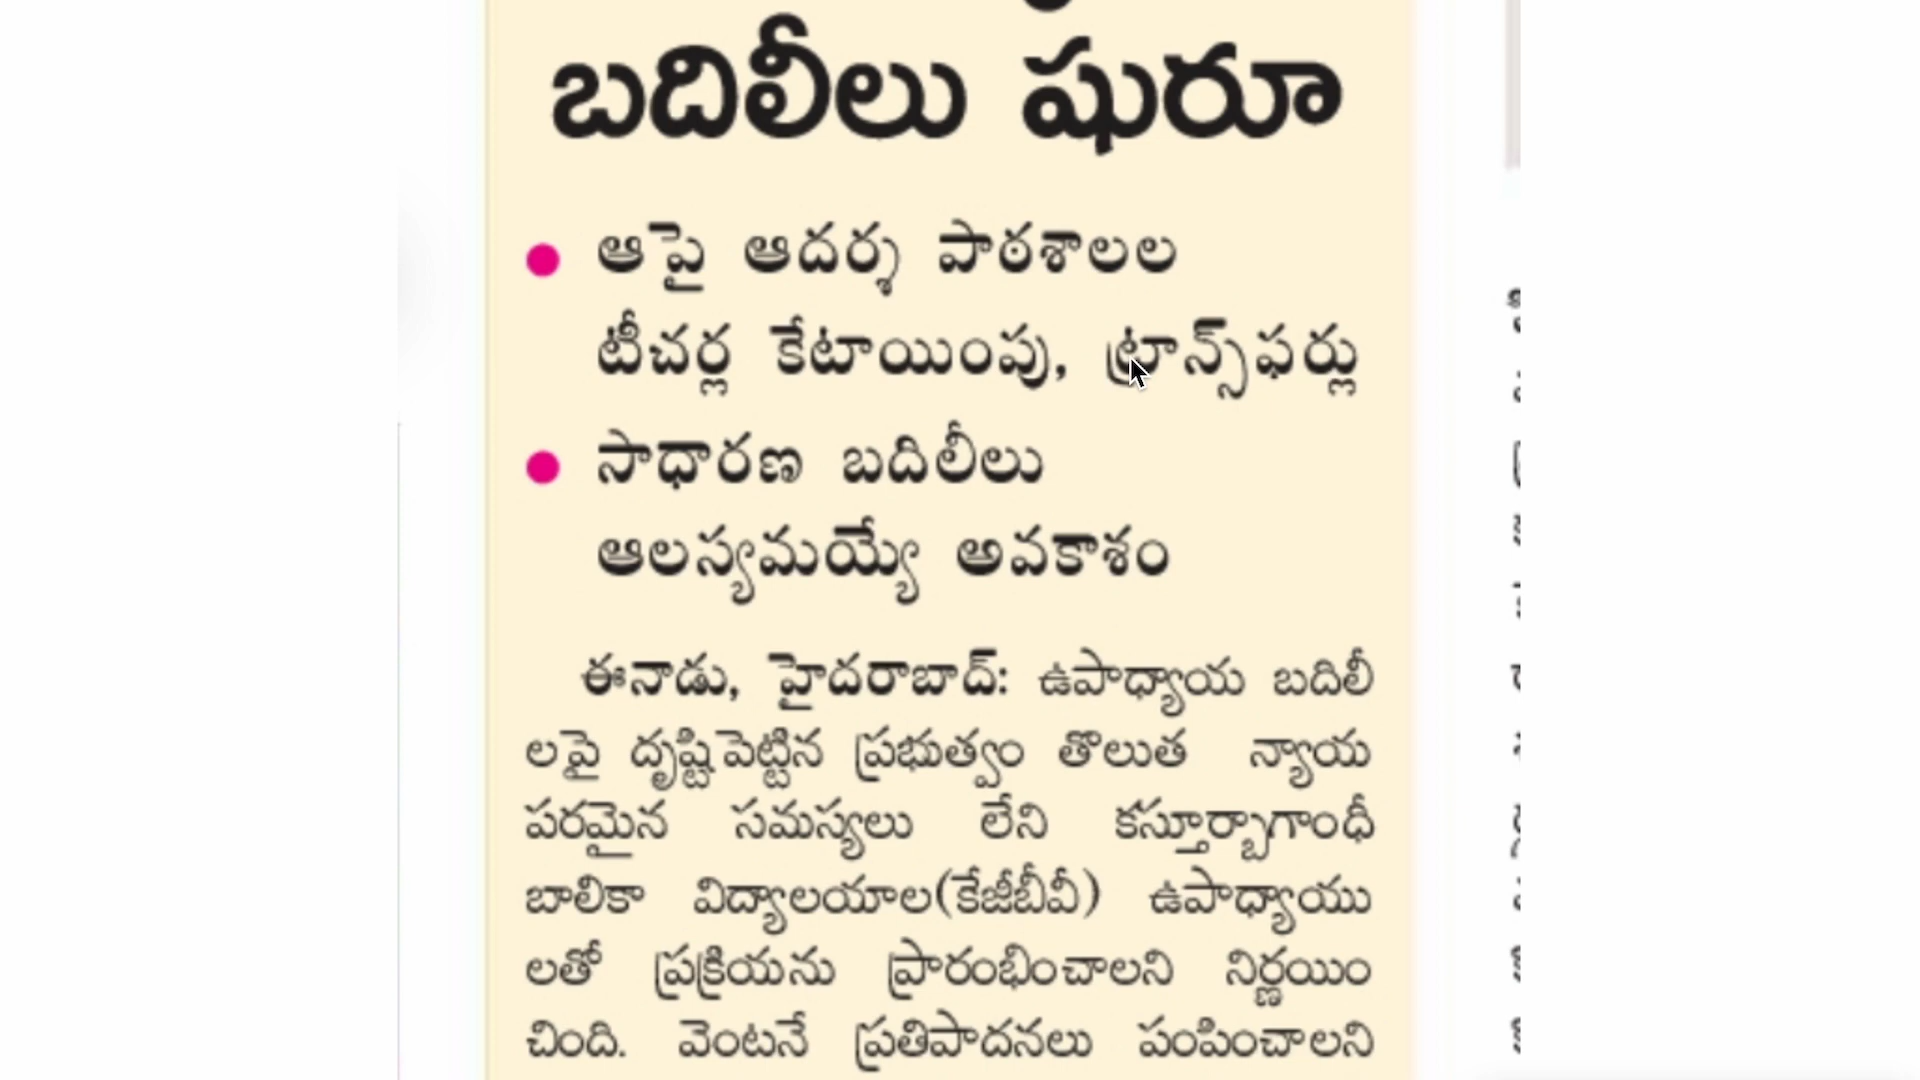 బదిలీలు షురూ
ఆపై ఆదర్శ పాఠశాలల
టీచర్ల కేటాయింపు, ట్రాన్స్‌ఫర్లు
సాధారణ బదిలీలు
ఆలస్యమయ్యే అవకాశం
ఈనాడు, హైదరాబాద్: ఉపాధ్యాయ బదిలీ
లపై దృష్టిపెట్టిన ప్రభుత్వం తొలుత న్యాయ
పరమైన సమస్యలు లేని కస్తూర్బాగాంధీ
బాలికా విద్యాలయాల(కేజీబీవీ) ఉపాధ్యాయు
లతో ప్రక్రియను ప్రారంభించాలని నిర్ణయిం
చింది. వెంటనే ప్రతిపాదనలు పంపించాలని